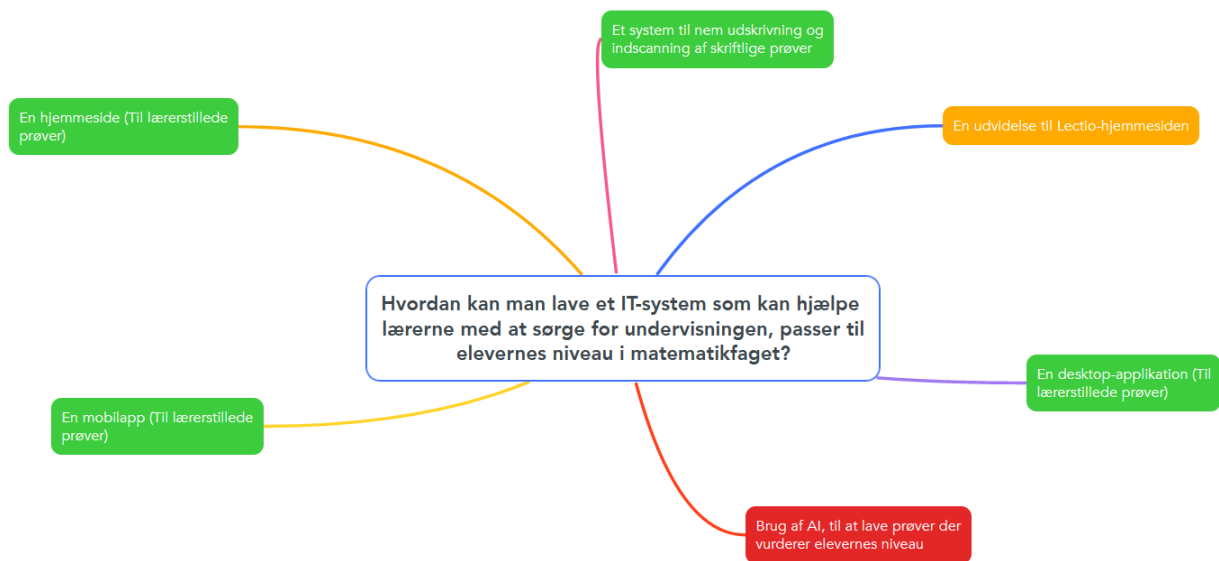 Et system til nem udskrivning og
indscanning af skriftlige prøver
En hjemmeside (Til lærerstillede
prøver)
En udvidelse til Lectio-hjemmesiden
Hvordan kan man lave et IT-system som kan hjælpe
lærerne med at sørge for undervisningen, passer til
elevernes niveau i matematikfaget?
En desktop-applikation (Til
lærerstillede prøver)
En mobilapp (Til lærerstillede
prøver)
Brug af AI, til at lave prøver der
vurderer elevernes niveau